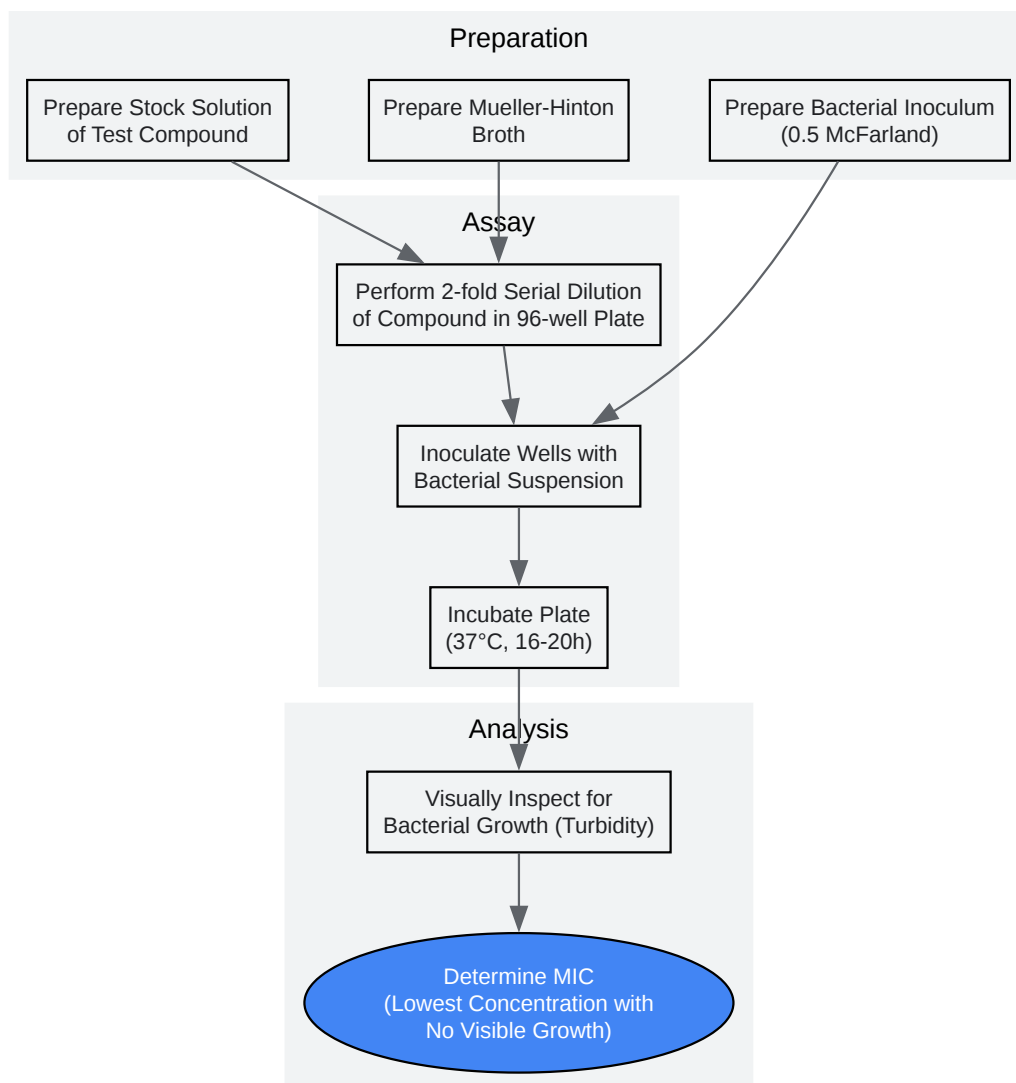 Preparation
Prepare Stock Solution
of Test Compound
Prepare Mueller-Hinton
Broth
Prepare Bacterial Inoculum
(0.5 McFarland)
Assay
Perform 2-fold Serial Dilution
of Compound in 96-well Plate
Inoculate Wells with
Bacterial Suspension
Incubate Plate
(37°C, 16-20h)
Analysis
Visually Inspect for
Bacterial Growth (Turbidity)
Determine MIC
(Lowest Concentration with
No Visible Growth)